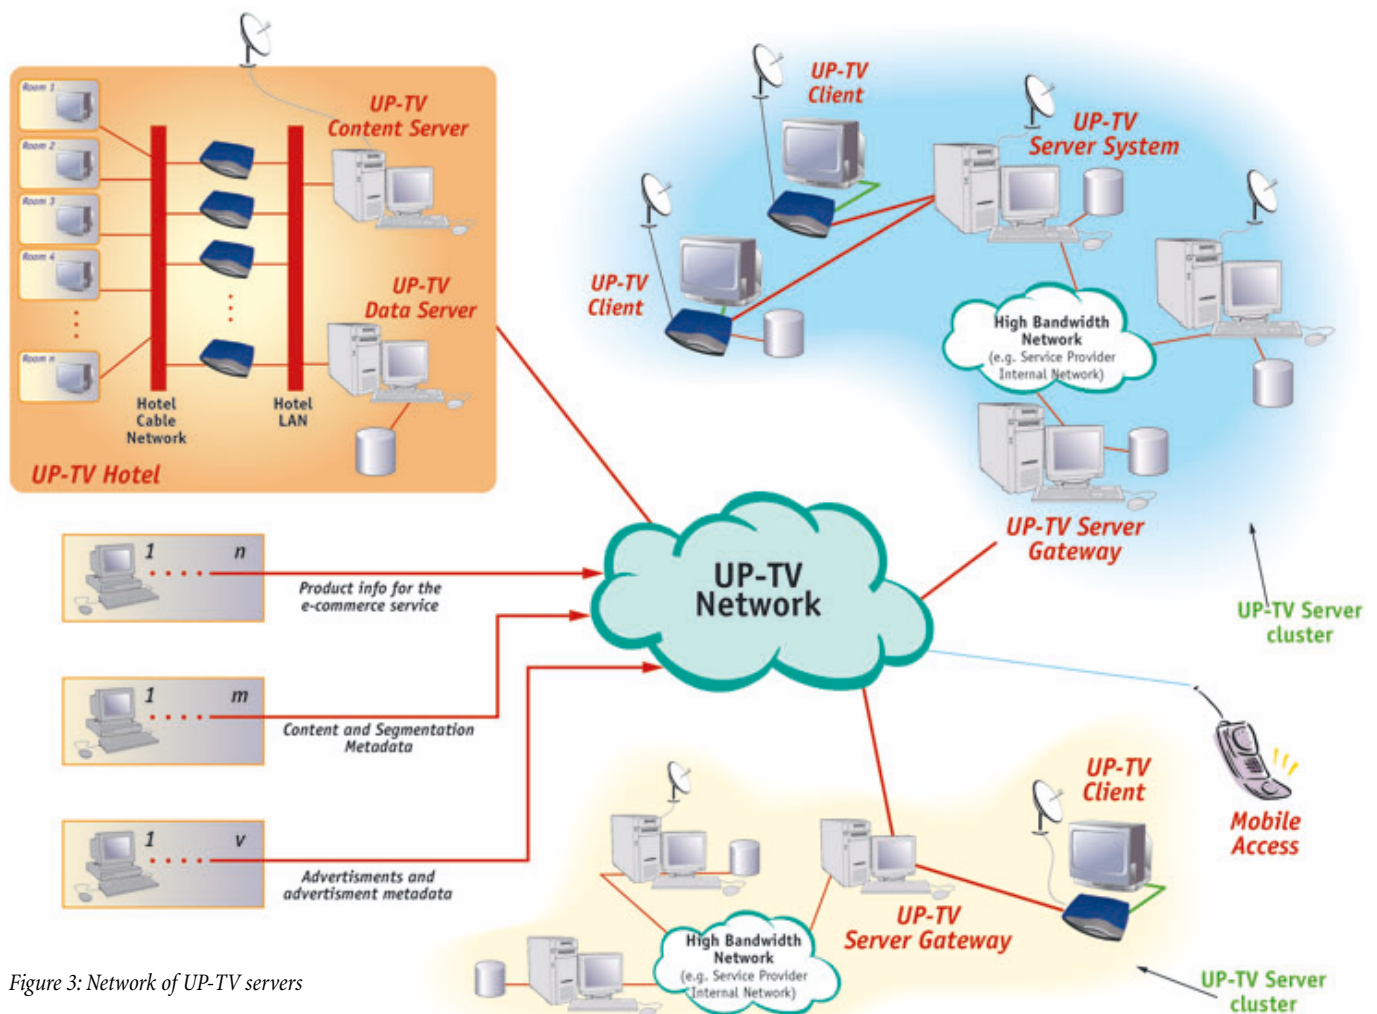 Room 1
Room 2
Room 3
Room 4
Room n
UP-TV
Content Server
UP-TV
Data Server
Hotel
Cable
Network
Hotel
LAN
UP-TV Hotel
UP-TV
Client
UP-TV
Server System
UP-TV
Client
High Bandwidth
Network
(e.g. Service Provider
Internal Network)
UP-TV Server
Gateway
UP-TV Server
cluster
1 n
Product info for the
e-commerce service
UP-TV
Network
1 m
Content and Segmentation
Metadata
1 v
Advertisments and
advertisment metadata
Mobile
Access
UP-TV
Client
UP-TV
Server Gateway
High Bandwidth
Network
(e.g. Service Provider
Internal Network)
UP-TV Server
cluster
Figure 3: Network of UP-TV servers